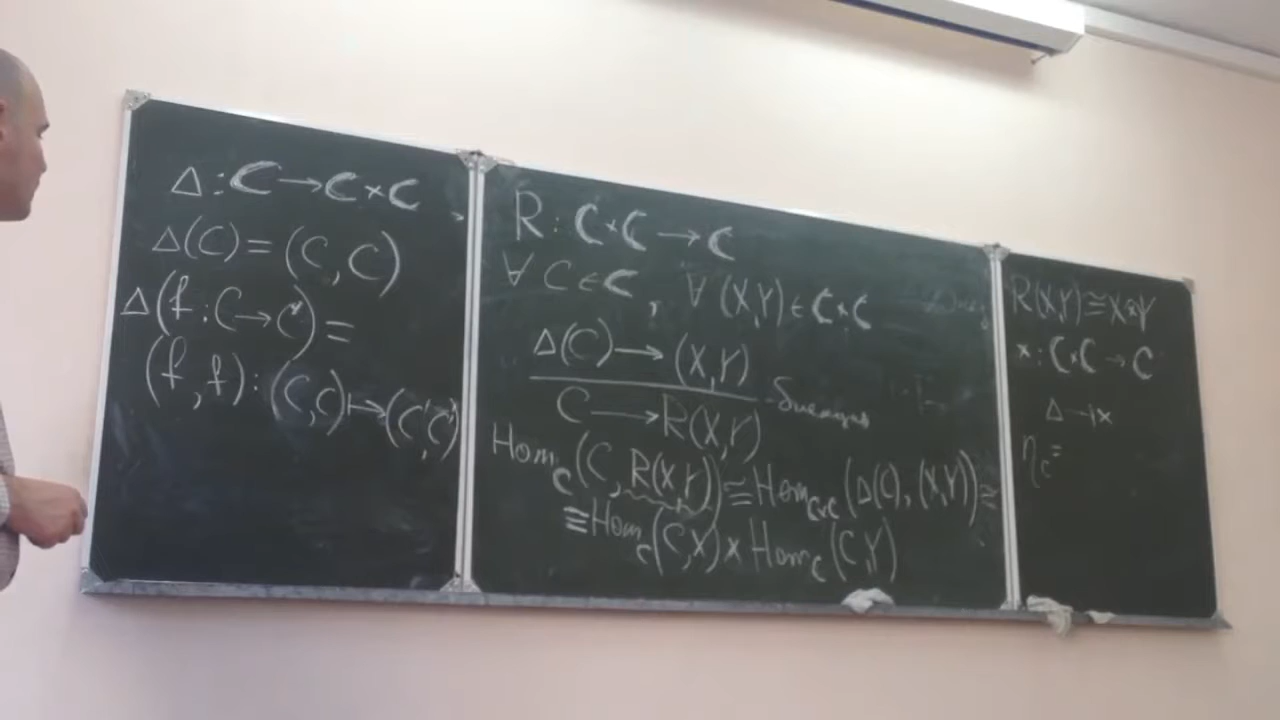 Δ : C → C × C
Δ(C) = (C, C)
Δ(f : C → C') =
(f, f) : (C, C) ↦ (C', C')
R : C × C → C
∀ C ∈ C, ∀ (X, Y) ∈ C × C
Δ(C) → (X, Y)
C → R(X, Y)
Hom_C(C, R(X, Y)) ≅ Hom_{C×C}(Δ(C), (X, Y)) ≅
≅ Hom_C(C, X) × Hom_C(C, Y)
R(X, Y) ≅ X × Y
× : C × C → C
Δ ⊣ ×
η_C =